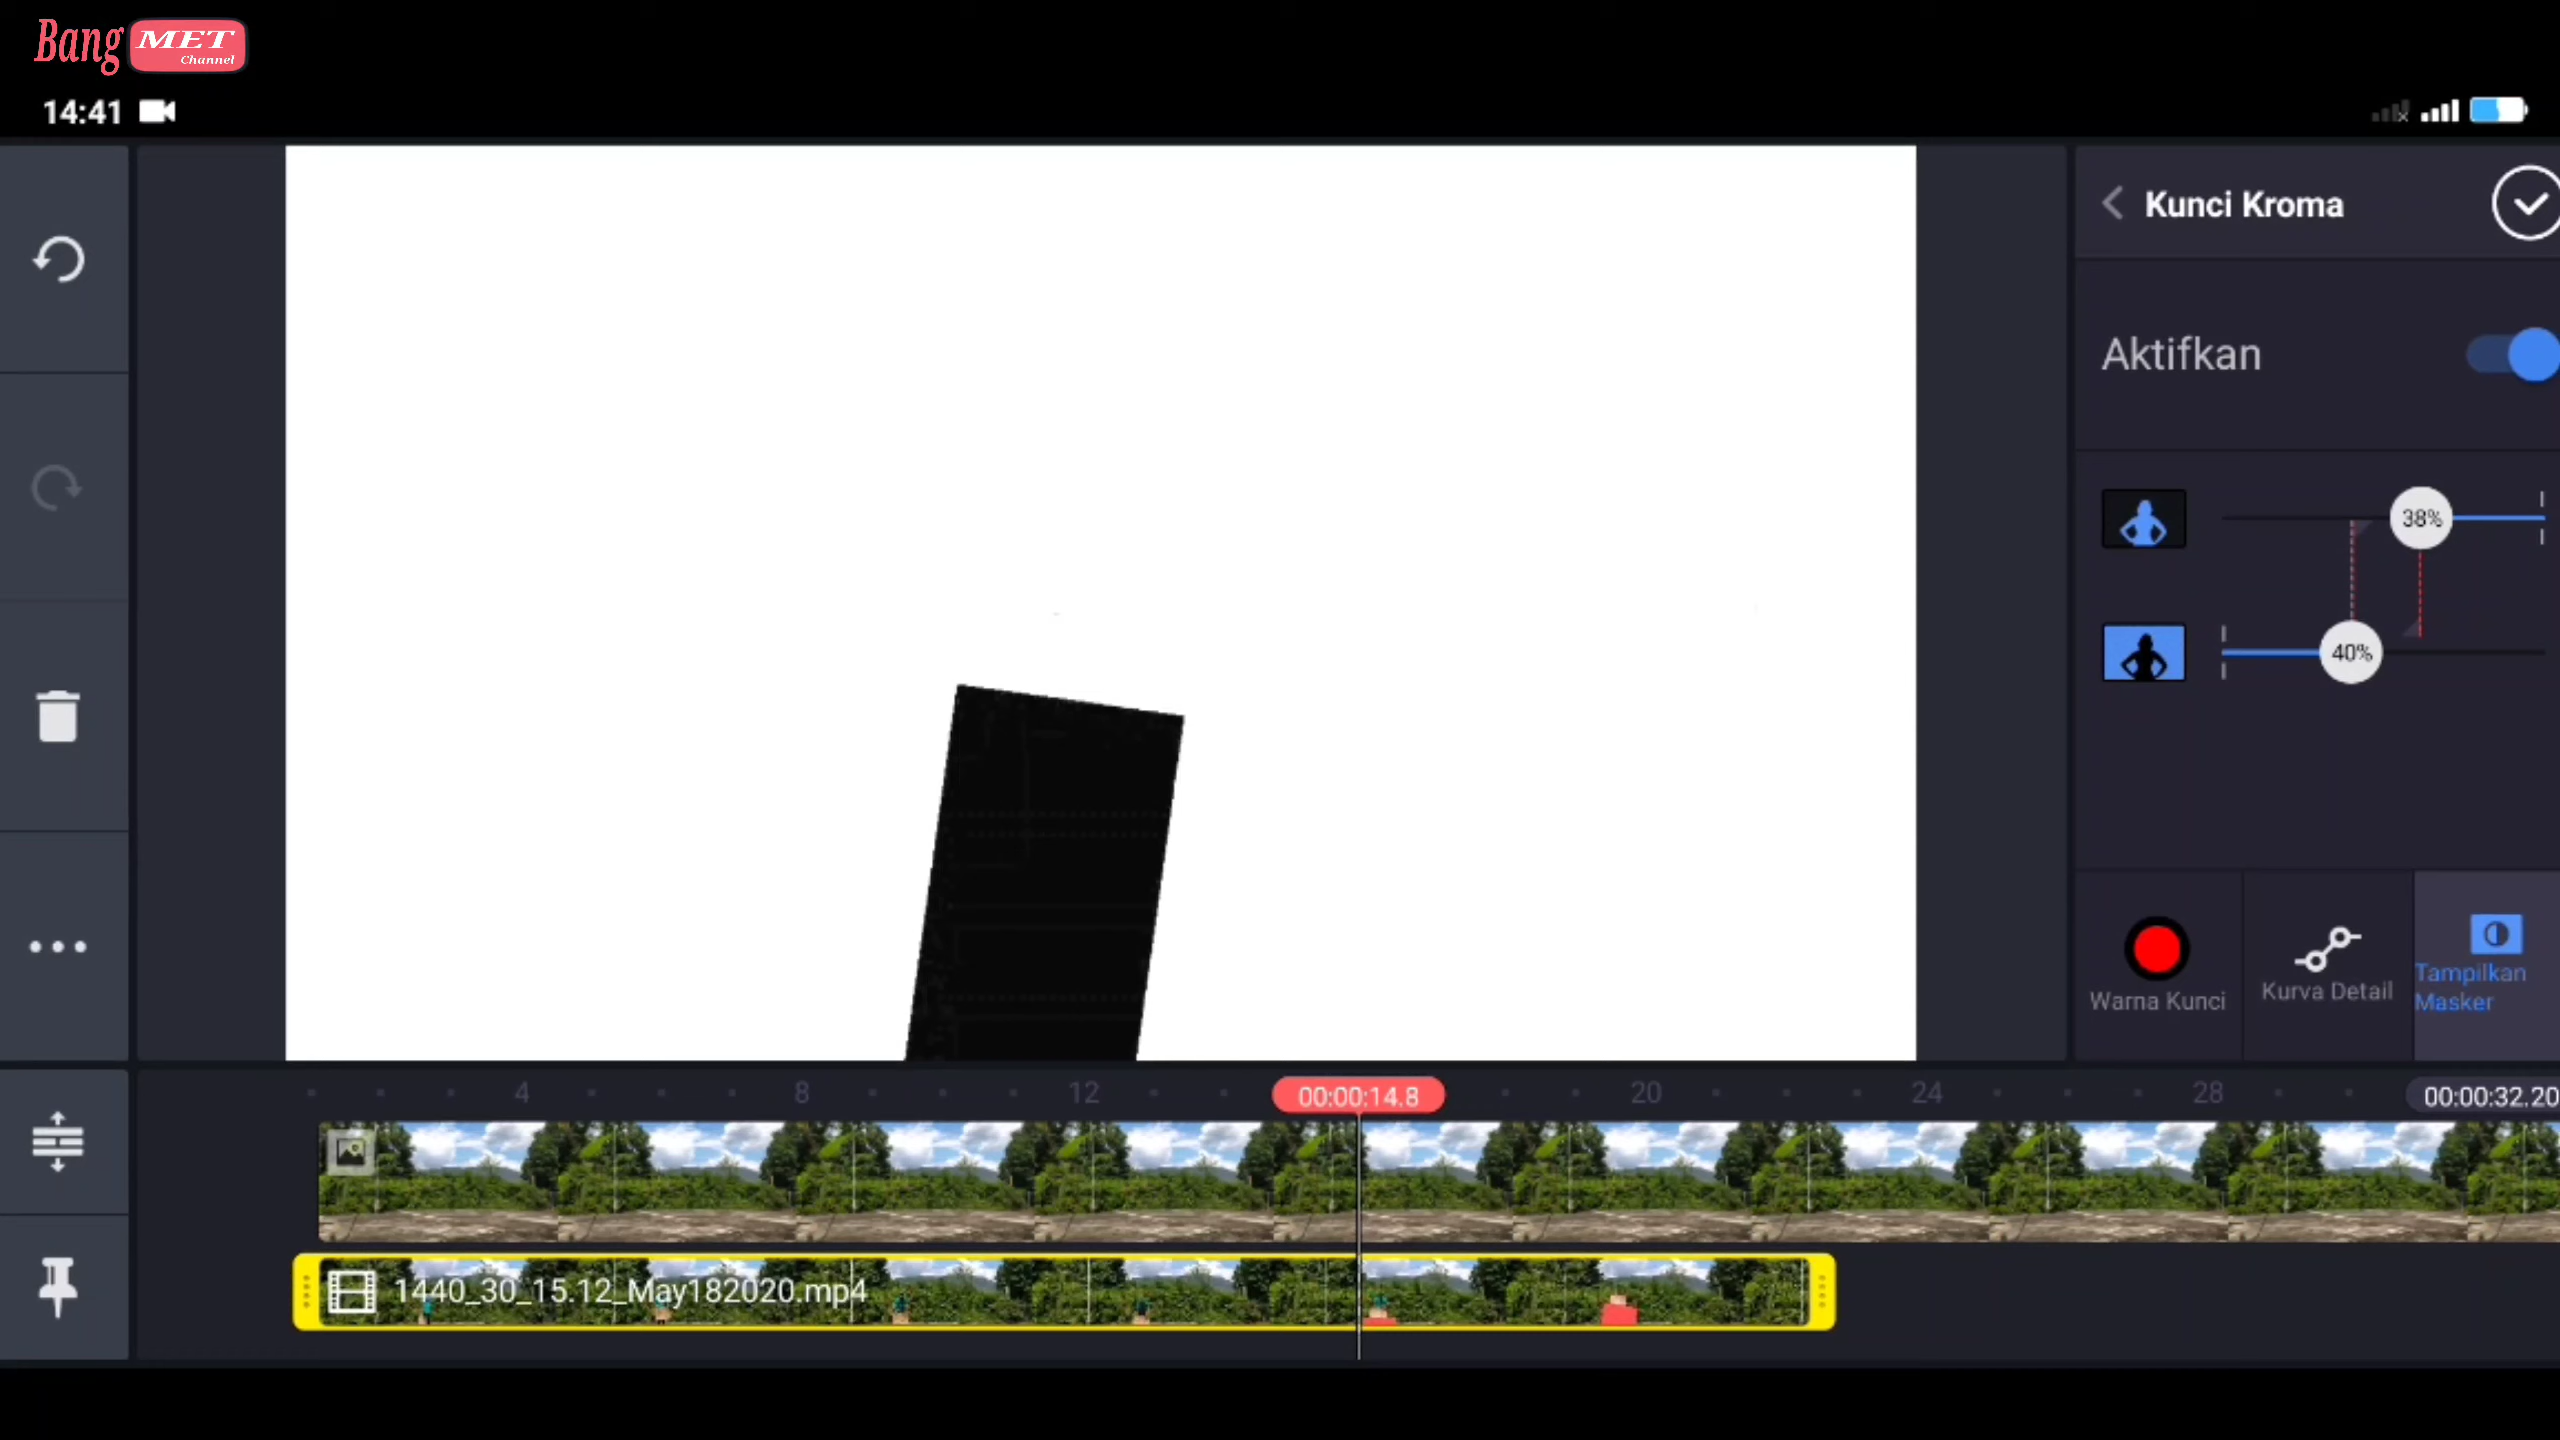 Bang MET
Channel
14:41
Kunci Kroma
Aktifkan
38%
40%
Warna Kunci
Kurva Detail
Tampilkan
Masker
4
8
12
00:00:14.8
20
24
28
00:00:32.20
1440_30_15.12_May182020.mp4